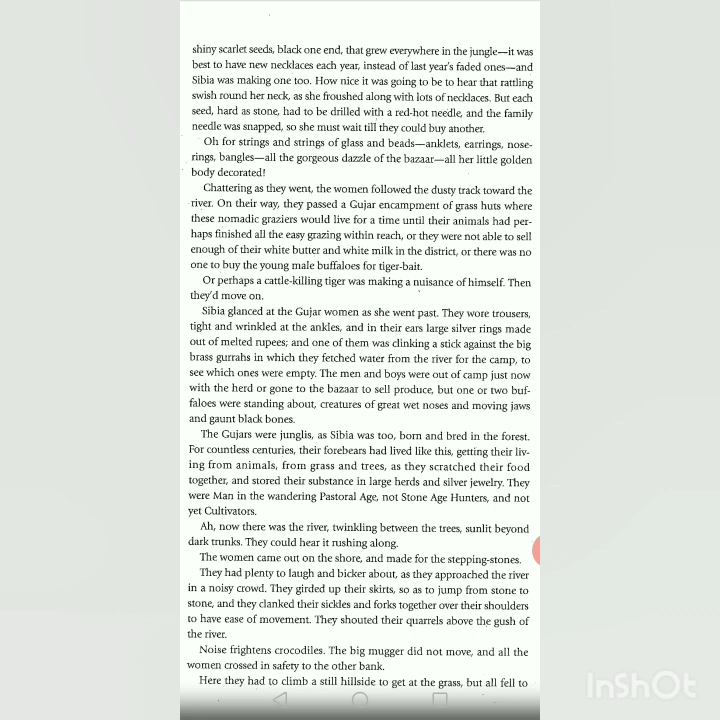 shiny scarlet seeds, black one end, that grew everywhere in the jungle—it was
best to have new necklaces each year, instead of last year's faded ones—and
Sibia was making one too. How nice it was going to be to hear that rattling
swish round her neck, as she froushed along with lots of necklaces. But each
seed, hard as stone, had to be drilled with a red-hot needle, and the family
needle was snapped, so she must wait till they could buy another.
Oh for strings and strings of glass and beads—anklets, earrings, nose-
rings, bangles—all the gorgeous dazzle of the bazaar—all her little golden
body decorated!
Chattering as they went, the women followed the dusty track toward the
river. On their way, they passed a Gujar encampment of grass huts where
these nomadic graziers would live for a time until their animals had per-
haps finished all the easy grazing within reach, or they were not able to sell
enough of their white butter and white milk in the district, or there was no
one to buy the young male buffaloes for tiger-bait.
Or perhaps a cattle-killing tiger was making a nuisance of himself. Then
they'd move on.
Sibia glanced at the Gujar women as she went past. They wore trousers,
tight and wrinkled at the ankles, and in their ears large silver rings made
out of melted rupees; and one of them was clinking a stick against the big
brass gurrahs in which they fetched water from the river for the camp, to
see which ones were empty. The men and boys were out of camp just now
with the herd or gone to the bazaar to sell produce, but one or two buf-
faloes were standing about, creatures of great wet noses and moving jaws
and gaunt black bones.
The Gujars were junglis, as Sibia was too, born and bred in the forest.
For countless centuries, their forebears had lived like this, getting their liv-
ing from animals, from grass and trees, as they scratched their food
together, and stored their substance in large herds and silver jewelry. They
were Man in the wandering Pastoral Age, not Stone Age Hunters, and not
yet Cultivators.
Ah, now there was the river, twinkling between the trees, sunlit beyond
dark trunks. They could hear it rushing along.
The women came out on the shore, and made for the stepping-stones.
They had plenty to laugh and bicker about, as they approached the river
in a noisy crowd. They girded up their skirts, so as to jump from stone to
stone, and they clanked their sickles and forks together over their shoulders
to have ease of movement. They shouted their quarrels above the gush of
the river.
Noise frightens crocodiles. The big mugger did not move, and all the
women crossed in safety to the other bank.
Here they had to climb a still hillside to get at the grass, but all fell to
InShOt